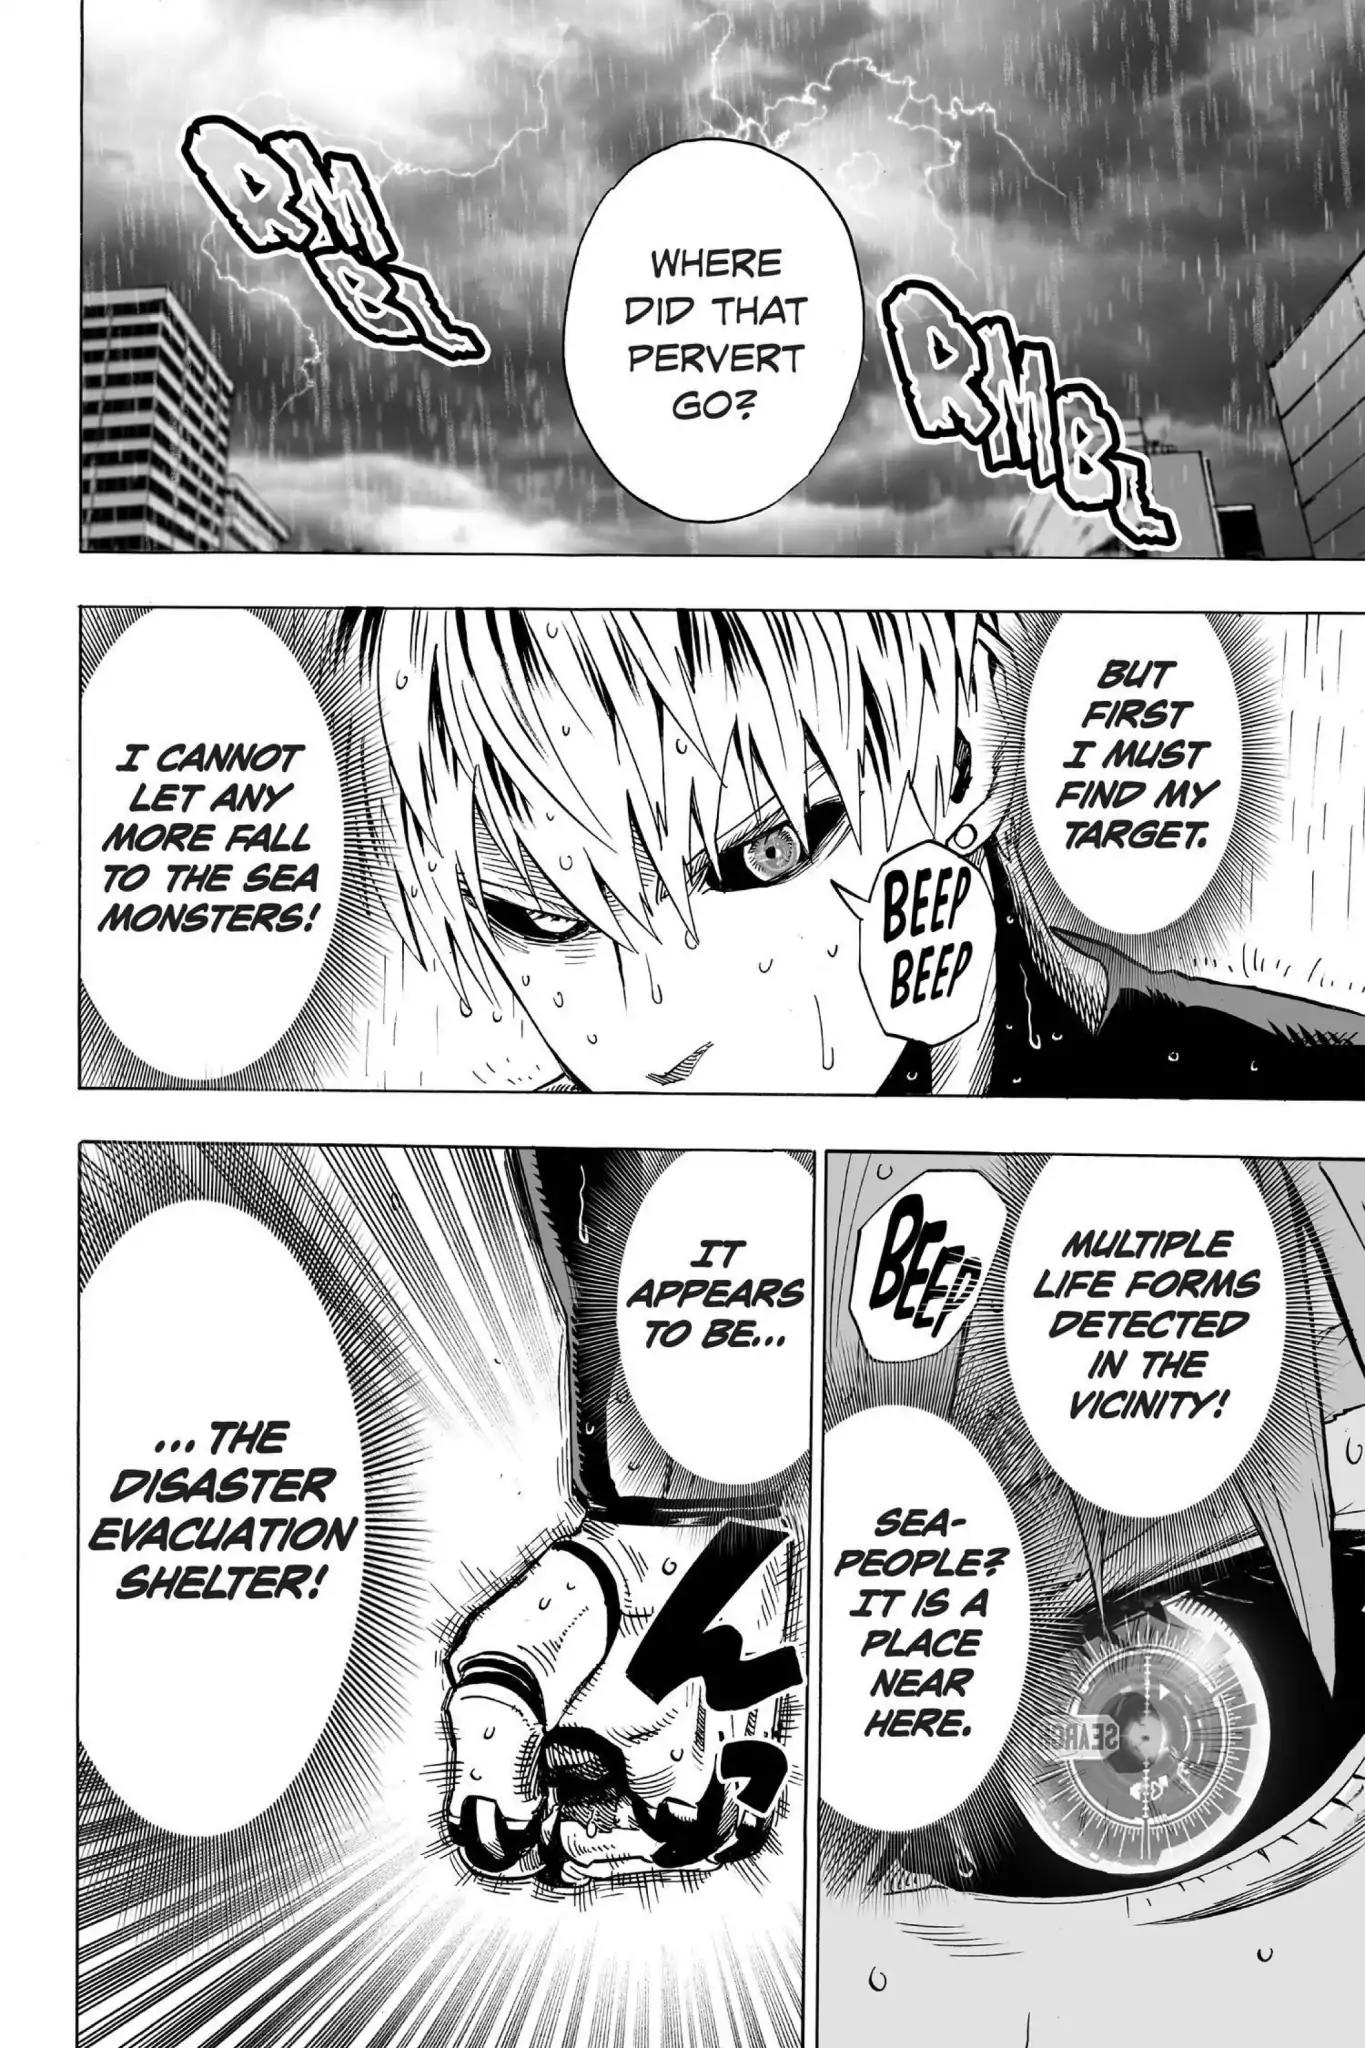 RMBL
WHERE
DID THAT
PERVERT
GO?
RMBL
BUT
FIRST
I MUST
FIND MY
TARGET.
BEEP
BEEP
I CANNOT
LET ANY
MORE FALL
TO THE SEA
MONSTERS!
MULTIPLE
LIFE FORMS
DETECTED
IN THE
VICINITY!
BEEP
BEEP
SEA-
PEOPLE?
IT IS A
PLACE
NEAR
HERE.
SEARCH
IT
APPEARS
TO BE...
...THE
DISASTER
EVACUATION
SHELTER!